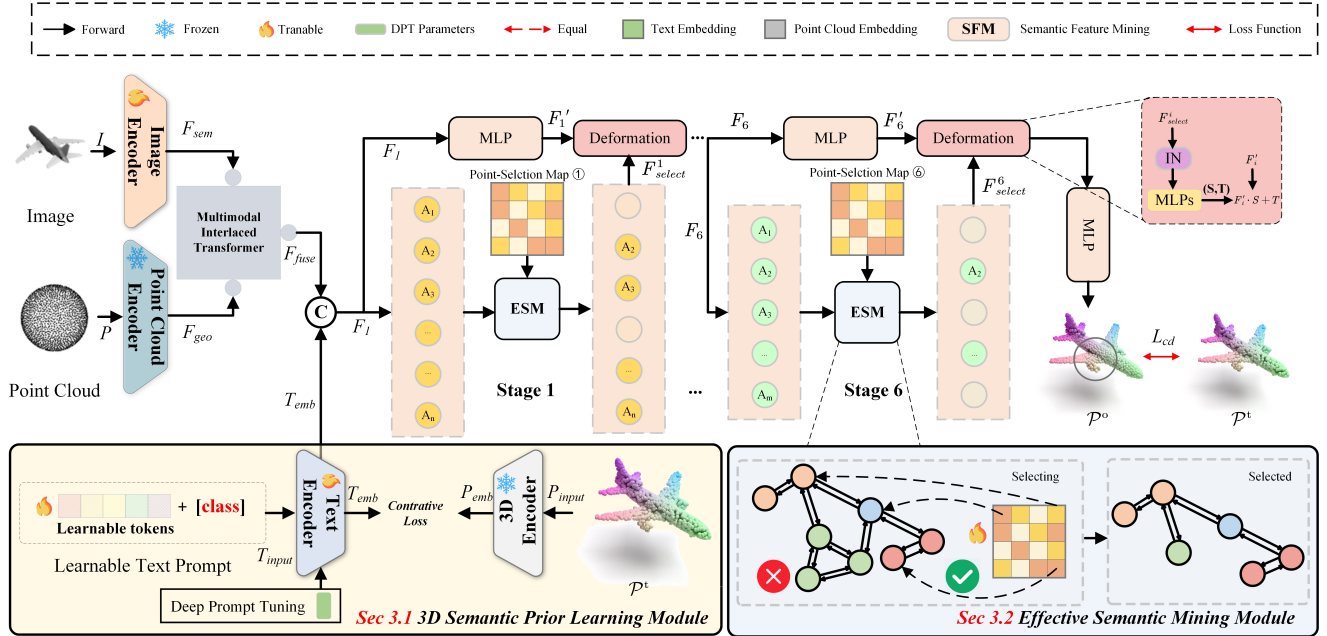 Forward
Frozen
Tranable
DPT Parameters
Equal
Text Embedding
Point Cloud Embedding
SFM
Semantic Feature Mining
Loss Function
Image
I
Image Encoder
F_sem
Point Cloud
P
Point Cloud Encoder
F_geo
Multimodal
Interlaced
Transformer
F_fuse
C
T_emb
F_1
F_1
MLP
F_1′
Deformation
F^1_select
Point-Selction Map ①
A_1
A_2
A_3
...
...
A_n
ESM
Stage 1
A_2
A_3
...
A_n
...
...
F_6
F_6
MLP
F_6′
Deformation
F^6_select
Point-Selction Map ⑥
A_1
A_2
A_3
...
A_m
ESM
Stage 6
A_2
...
F^i_select
IN
MLPs
(S,T)
F_i′
F_i′ · S + T
MLP
L_cd
𝒫^o
𝒫^t
Learnable tokens
+ [class]
Learnable Text Prompt
T_input
Text Encoder
T_emb
Contrative
Loss
P_emb
3D Encoder
P_input
𝒫^t
Deep Prompt Tuning
Sec 3.1 3D Semantic Prior Learning Module
Selecting
Selected
Sec 3.2 Effective Semantic Mining Module